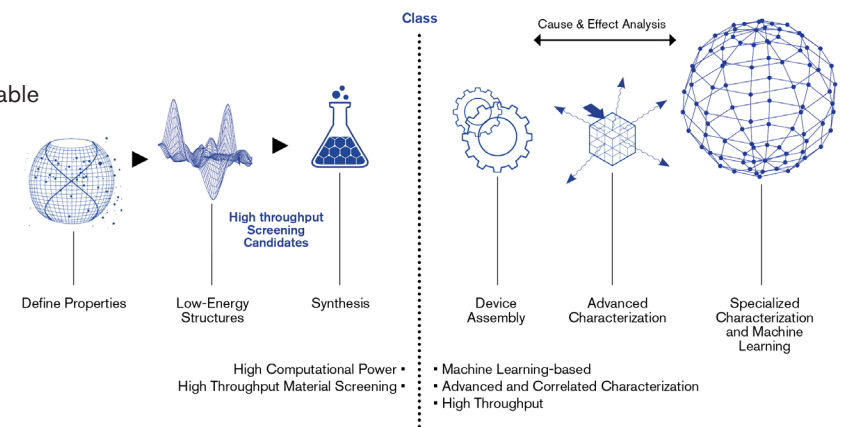 Class
Cause & Effect Analysis
High throughput
Screening
Candidates
Define Properties
Low-Energy
Structures
Synthesis
Device
Assembly
Advanced
Characterization
Specialized
Characterization
and Machine
Learning
High Computational Power ▪
High Throughput Material Screening ▪
▪ Machine Learning-based
▪ Advanced and Correlated Characterization
▪ High Throughput